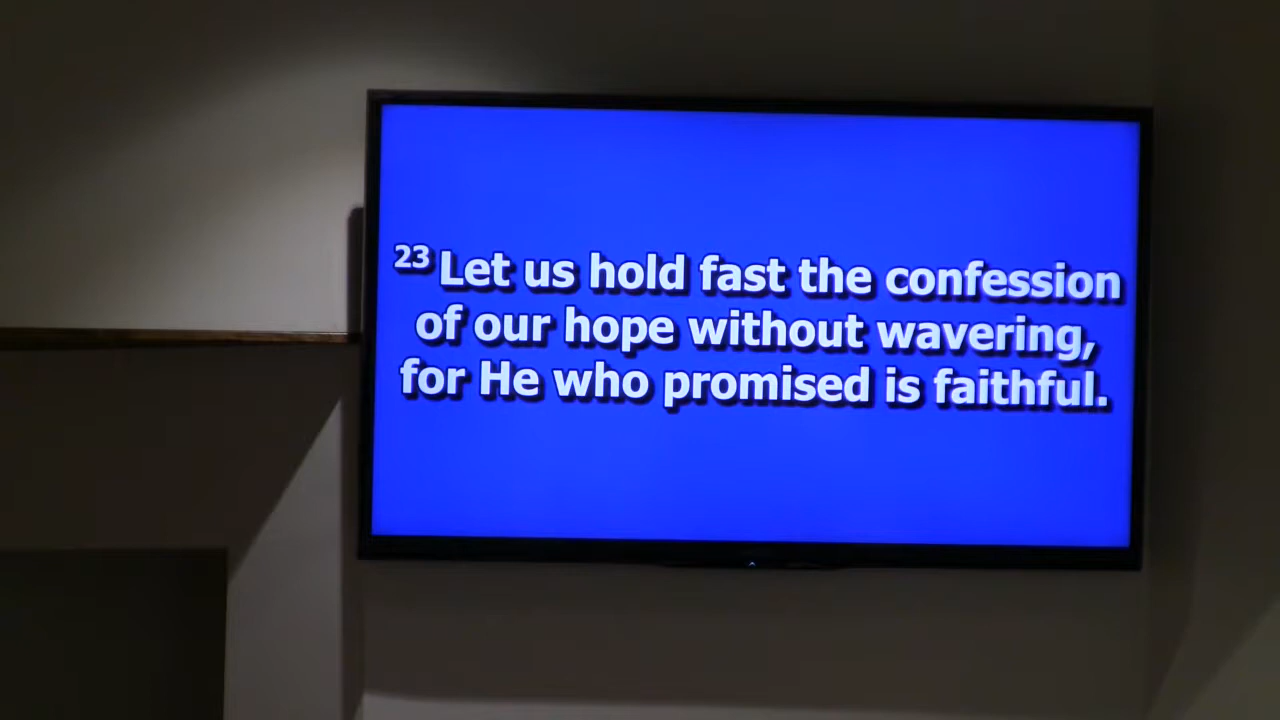 23 Let us hold fast the confession
of our hope without wavering,
for He who promised is faithful.